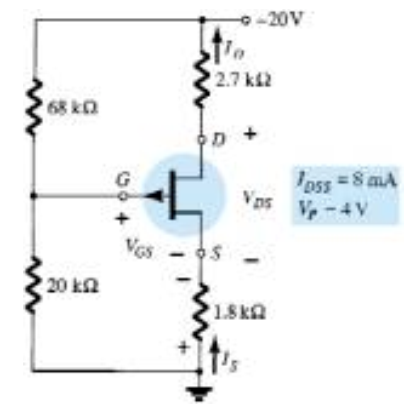 -20V
I_O
2.7 kΩ
68 kΩ
D +
G
I_DSS = 8 mA
V_P - 4 V
V_DS
+
V_GS - S -
-
20 kΩ
1.8 kΩ
+
I_S